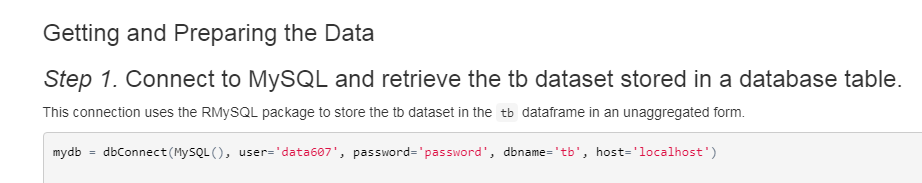 Getting and Preparing the Data
Step 1. Connect to MySQL and retrieve the tb dataset stored in a database table.
This connection uses the RMySQL package to store the tb dataset in the tb dataframe in an unaggregated form.
mydb = dbConnect(MySQL(), user='data607', password='password', dbname='tb', host='localhost')